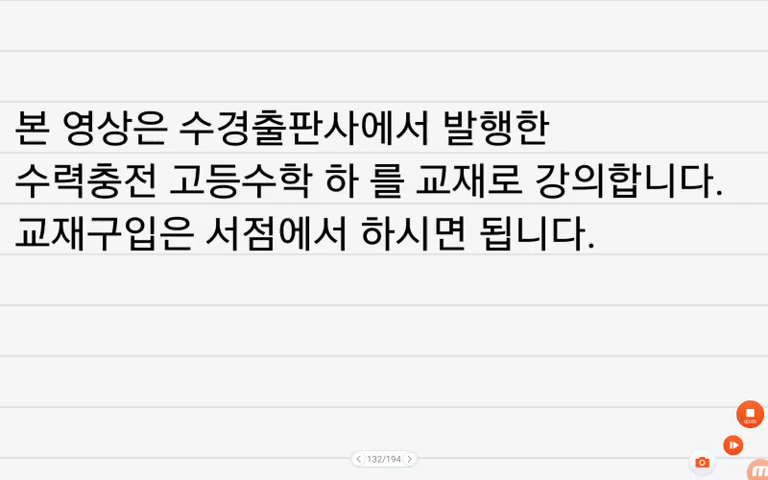 본 영상은 수경출판사에서 발행한
수력충전 고등수학 하 를 교재로 강의합니다.
교재구입은 서점에서 하시면 됩니다.
132/194